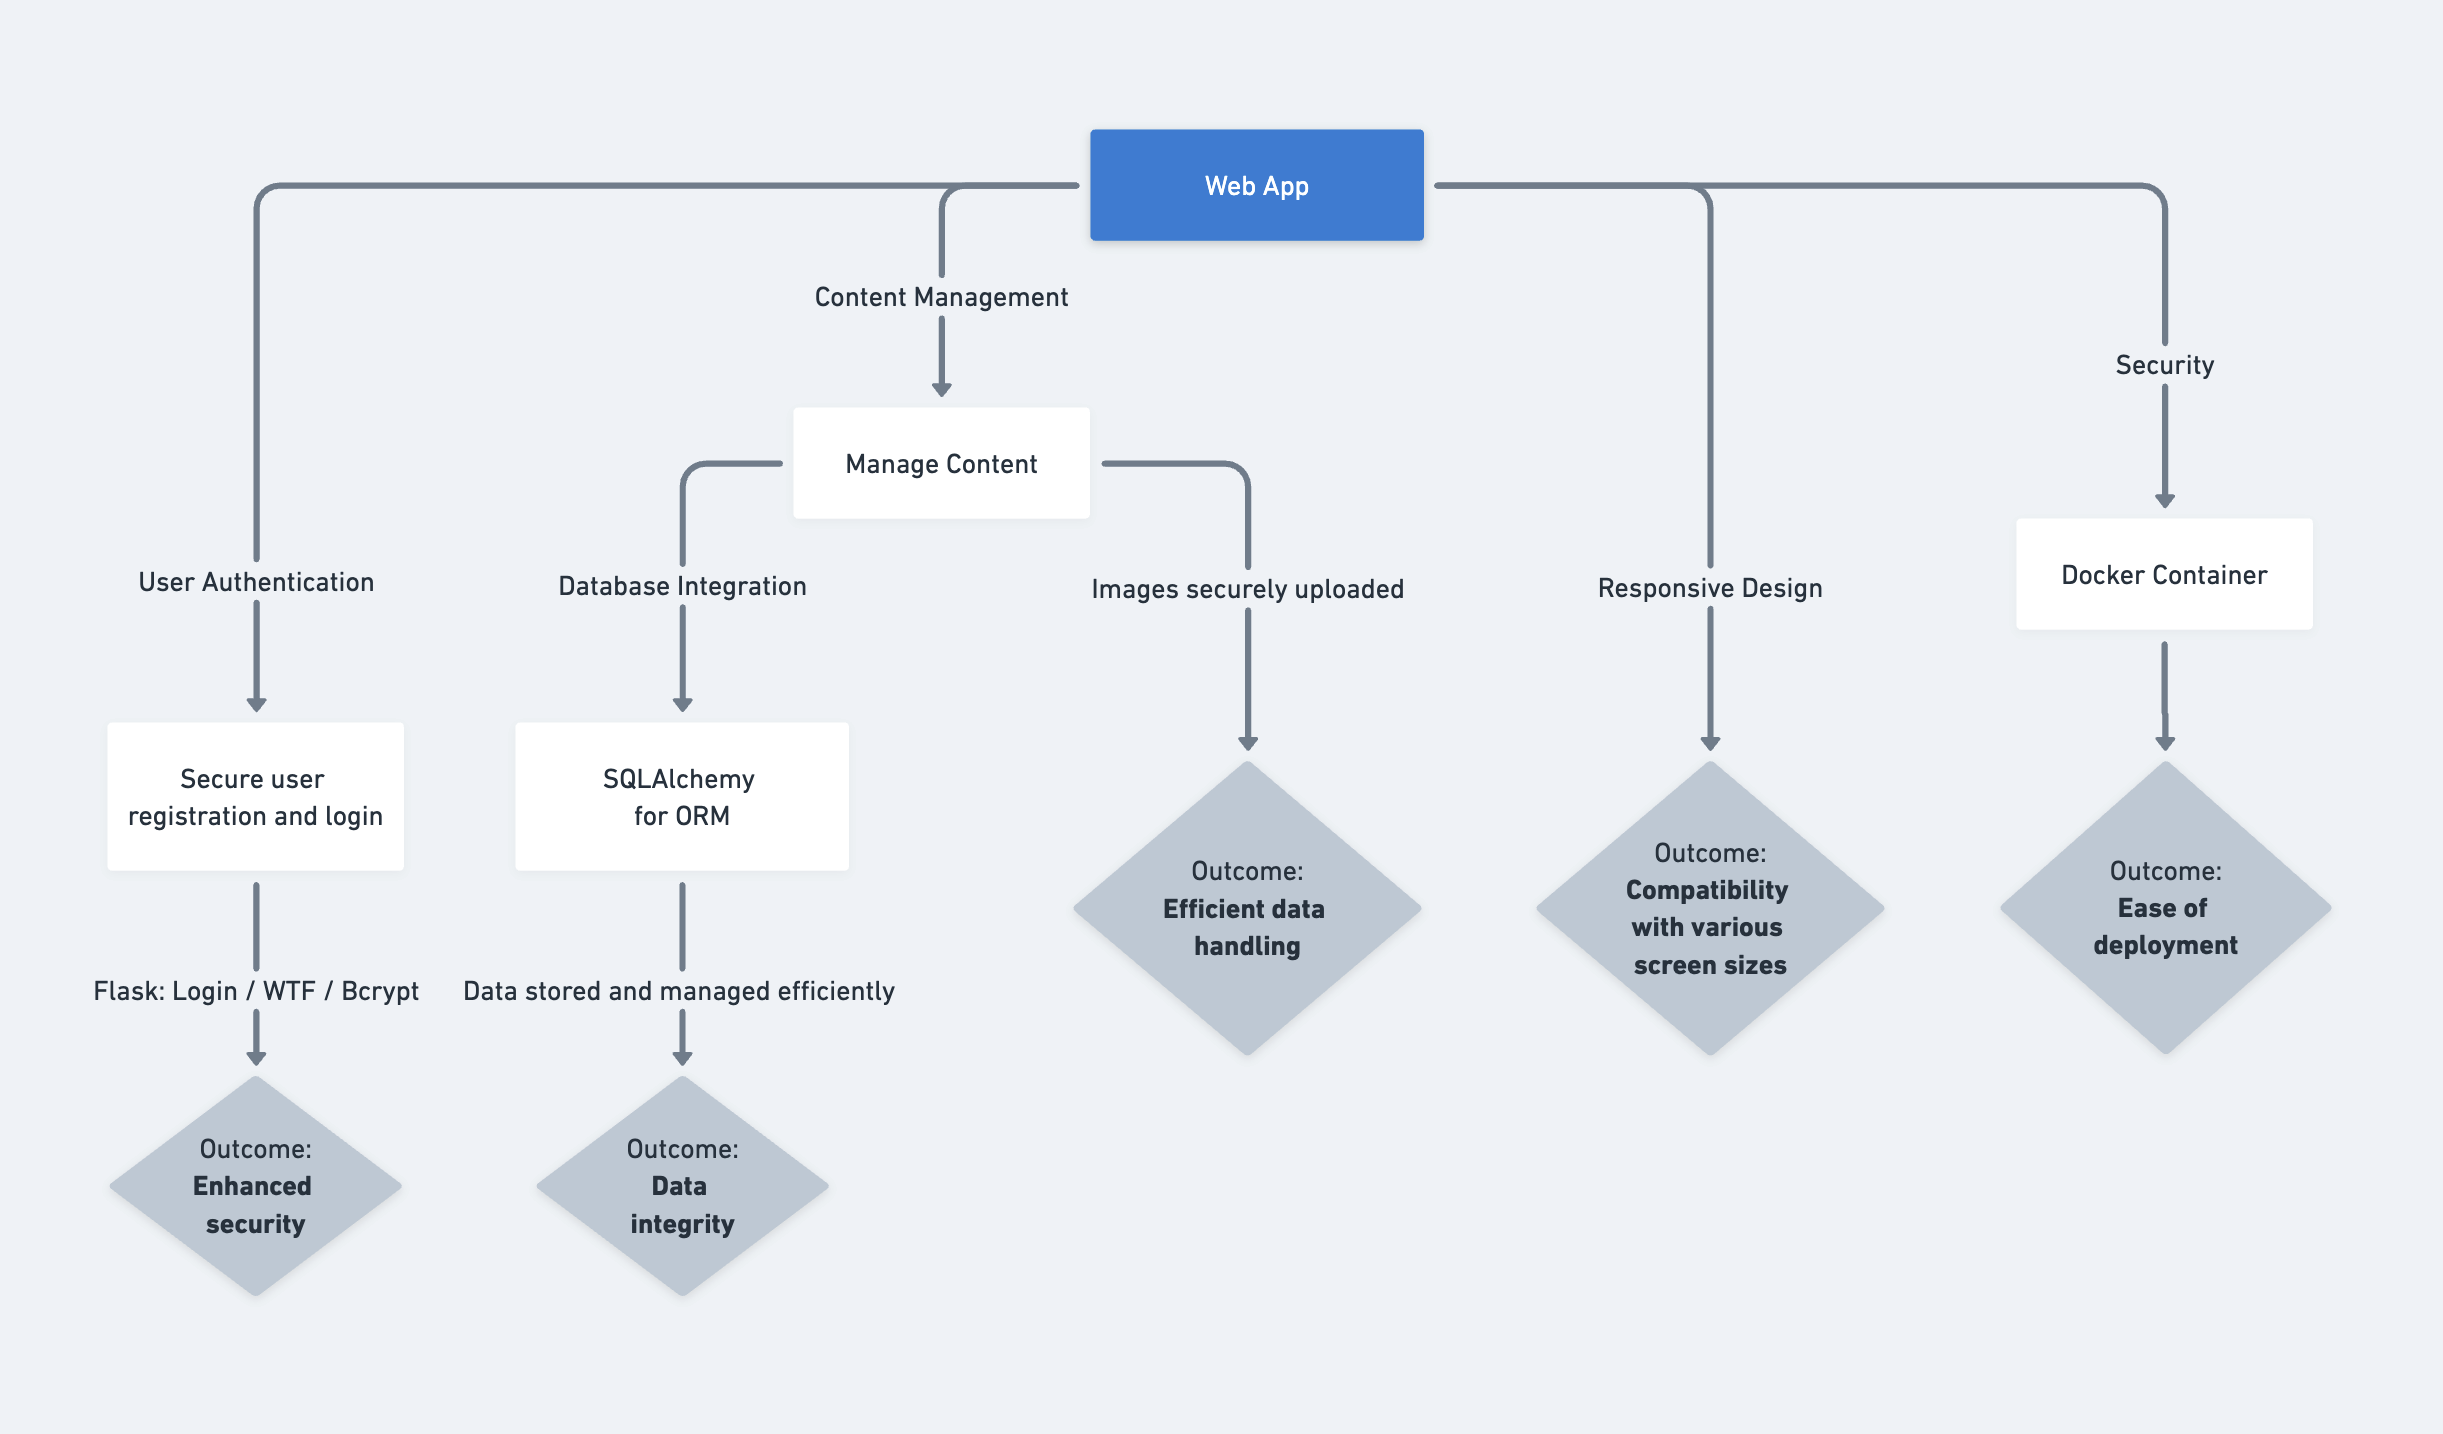 Web App
Content Management
Security
Manage Content
Docker Container
User Authentication
Database Integration
Images securely uploaded
Responsive Design
Secure user
registration and login
SQLAlchemy
for ORM
Outcome:
Efficient data
handling
Outcome:
Compatibility
with various
screen sizes
Outcome:
Ease of
deployment
Flask: Login / WTF / Bcrypt
Data stored and managed efficiently
Outcome:
Enhanced
security
Outcome:
Data
integrity